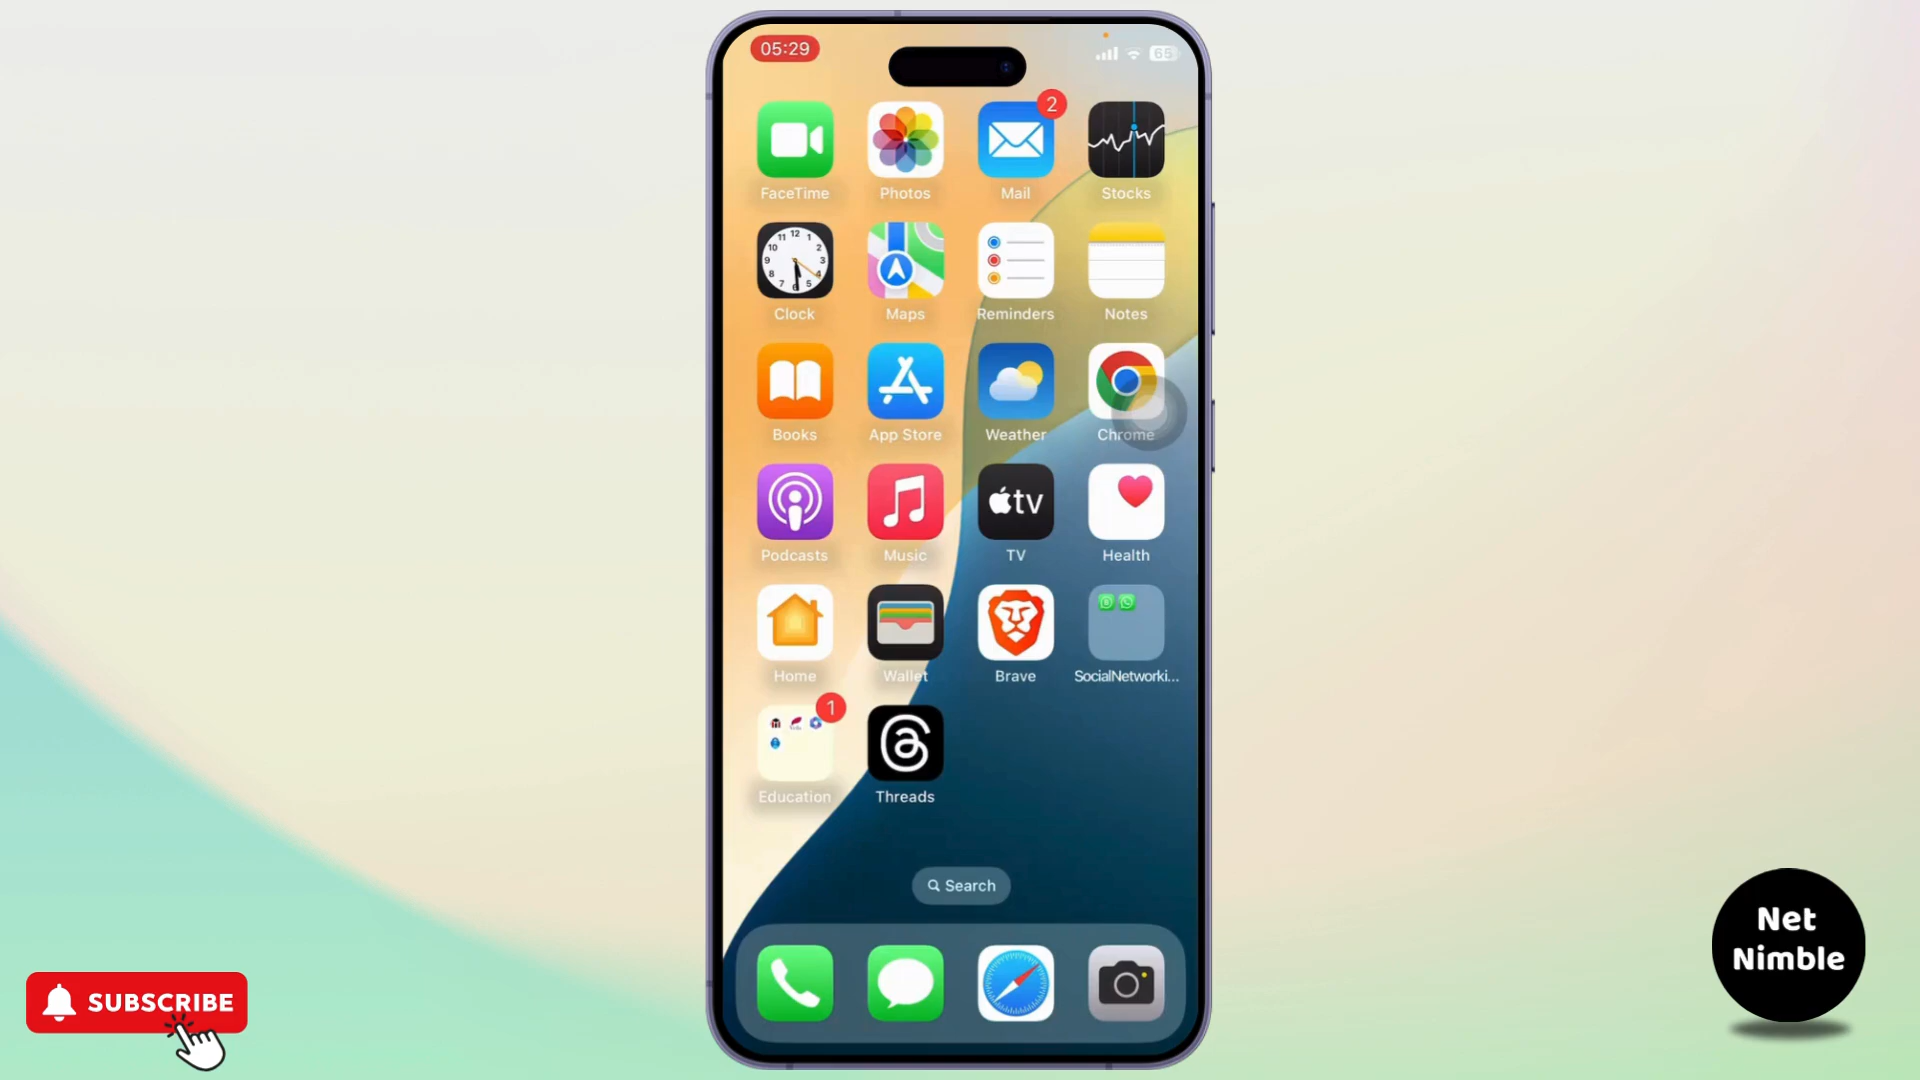 05:29
65
2
FaceTime
Photos
Mail
Stocks
Clock
Maps
Reminders
Notes
Books
App Store
Weather
Chrome
tv
Podcasts
Music
TV
Health
Home
Wallet
Brave
SocialNetworki...
1
Education
Threads
Search
SUBSCRIBE
Net
Nimble